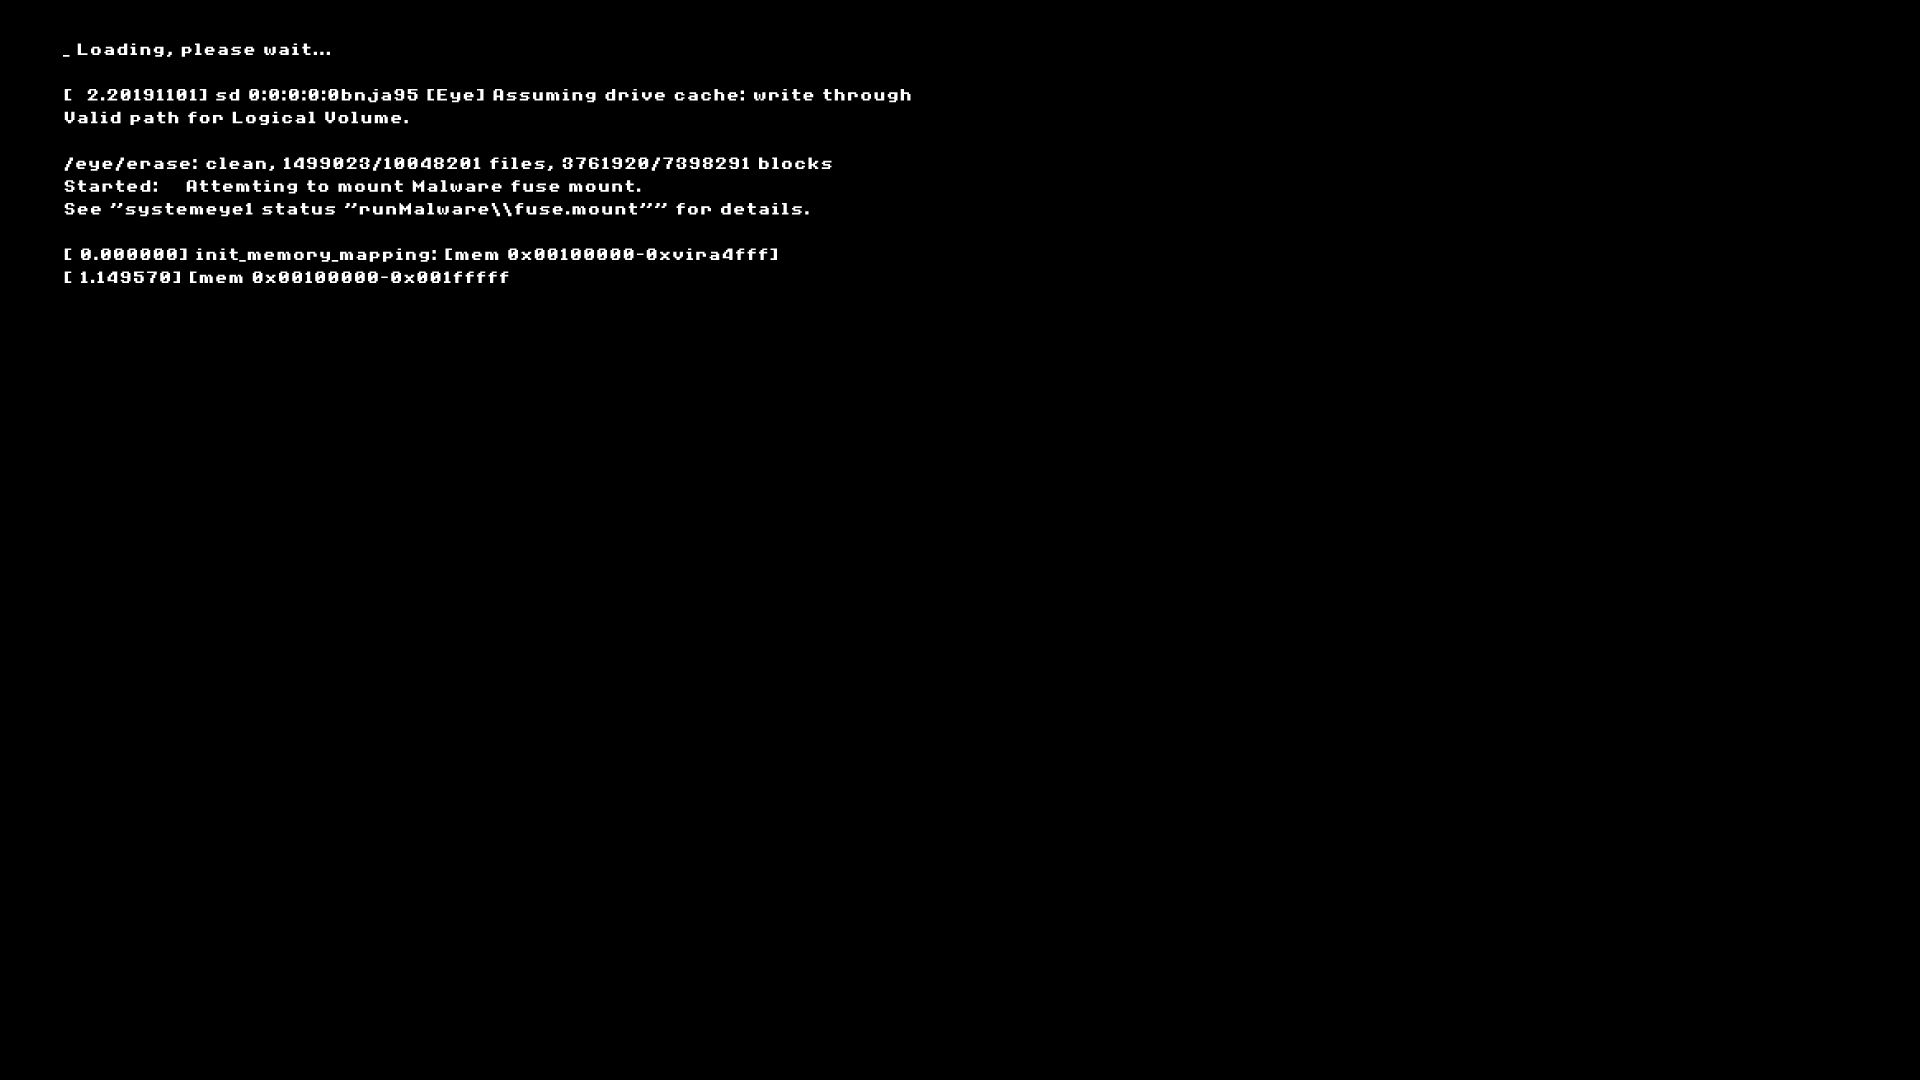 _ Loading, please wait...
[  2.20191101] sd 0:0:0:0:0bnja95 [Eye] Assuming drive cache: write through
Valid path for Logical Volume.
/eye/erase: clean, 1499023/10048201 files, 3761920/7398291 blocks
Started:   Attemting to mount Malware fuse mount.
See "systemeye1 status "runMalware\\fuse.mount"" for details.
[ 0.000000] init_memory_mapping: [mem 0x00100000-0xvira4fff]
[ 1.149570] [mem 0x00100000-0x001fffff